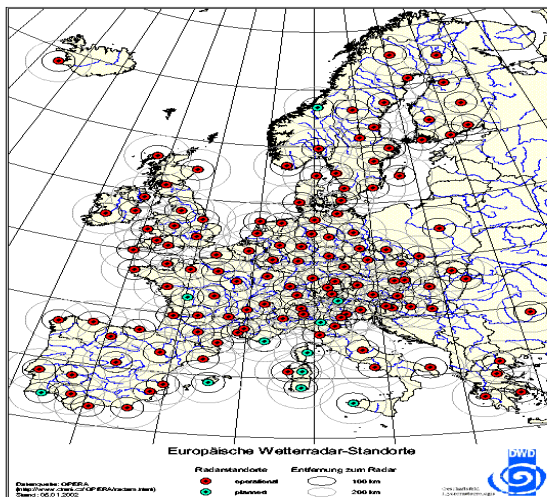 Europäische Wetterradar-Standorte
Radarstandorte
Entfernung zum Radar
operational
100 km
planned
200 km
Datenquelle: OPERA
Stand: 06.01.2002
DWD